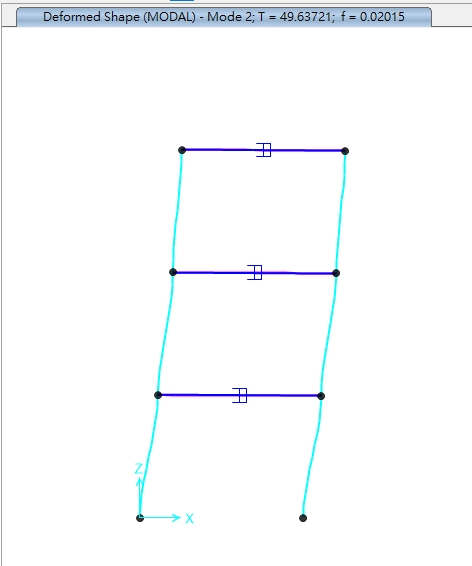 Deformed Shape (MODAL) - Mode 2; T = 49.63721; f = 0.02015
Z
X